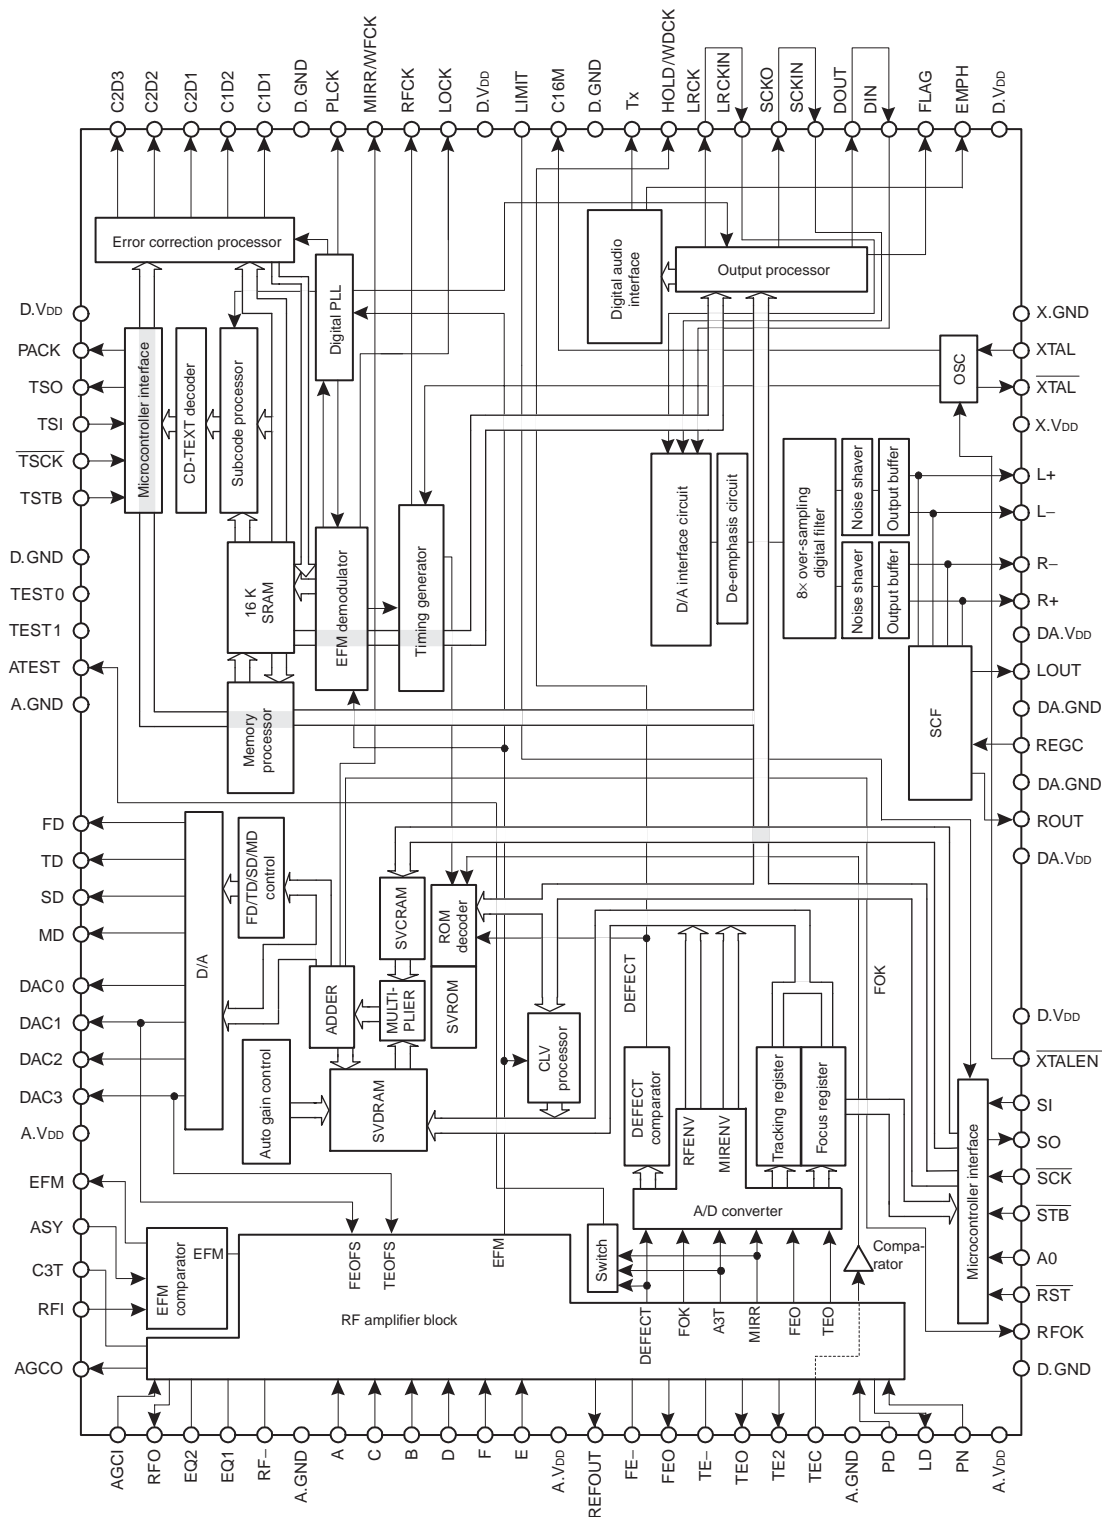 C2D3
C2D2
C2D1
C1D2
C1D1
D.GND
PLCK
MIRR/WFCK
RFCK
LOCK
D.VDD
LIMIT
C16M
D.GND
Tx
HOLD/WDCK
LRCK
LRCKIN
SCKO
SCKIN
DOUT
DIN
FLAG
EMPH
D.VDD
Error correction processor
Digital PLL
Digital audio
interface
Output processor
D.VDD
PACK
TSO
TSI
TSCK
TSTB
D.GND
TEST0
TEST1
ATEST
A.GND
Microcontroller interface
CD-TEXT decoder
Subcode processor
16 K
SRAM
EFM demodulator
Timing generator
Memory
processor
D/A interface circuit
De-emphasis circuit
8× over-sampling
digital filter
Noise shaver
Output buffer
Noise shaver
Output buffer
OSC
SCF
X.GND
XTAL
XTAL
X.VDD
L+
L−
R−
R+
DA.VDD
LOUT
DA.GND
REGC
DA.GND
ROUT
DA.VDD
FD
TD
SD
MD
DAC0
DAC1
DAC2
DAC3
A.VDD
EFM
ASY
C3T
RFI
AGCO
D/A
FD/TD/SD/MD
control
Auto gain control
ADDER
SVCRAM
MULTI-
PLIER
SVDRAM
ROM
decoder
SVROM
CLV
processor
DEFECT
DEFECT
comparator
RFENV
MIRENV
Tracking register
Focus register
FOK
A/D converter
Switch
Compa-
rator
Microcontroller interface
D.VDD
XTALEN
SI
SO
SCK
STB
A0
RST
RFOK
D.GND
EFM
comparator
EFM
FEOFS
TEOFS
EFM
RF amplifier block
DEFECT
FOK
A3T
MIRR
FEO
TEO
AGCI
RFO
EQ2
EQ1
RF−
A.GND
A
C
B
D
F
E
A.VDD
REFOUT
FE−
FEO
TE−
TEO
TE2
TEC
A.GND
PD
LD
PN
A.VDD